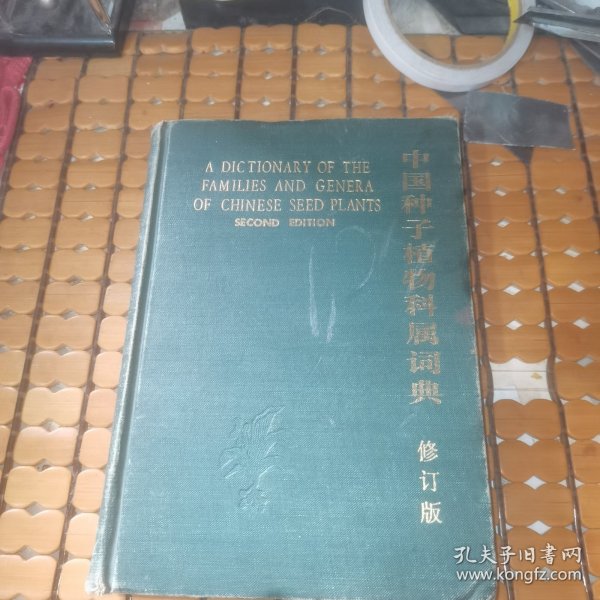 A DICTIONARY OF THE
FAMILIES AND GENERA
OF CHINESE SEED PLANTS
SECOND EDITION
中国种子植物科属词典
修订版
孔夫子旧书网
www.kongfz.com